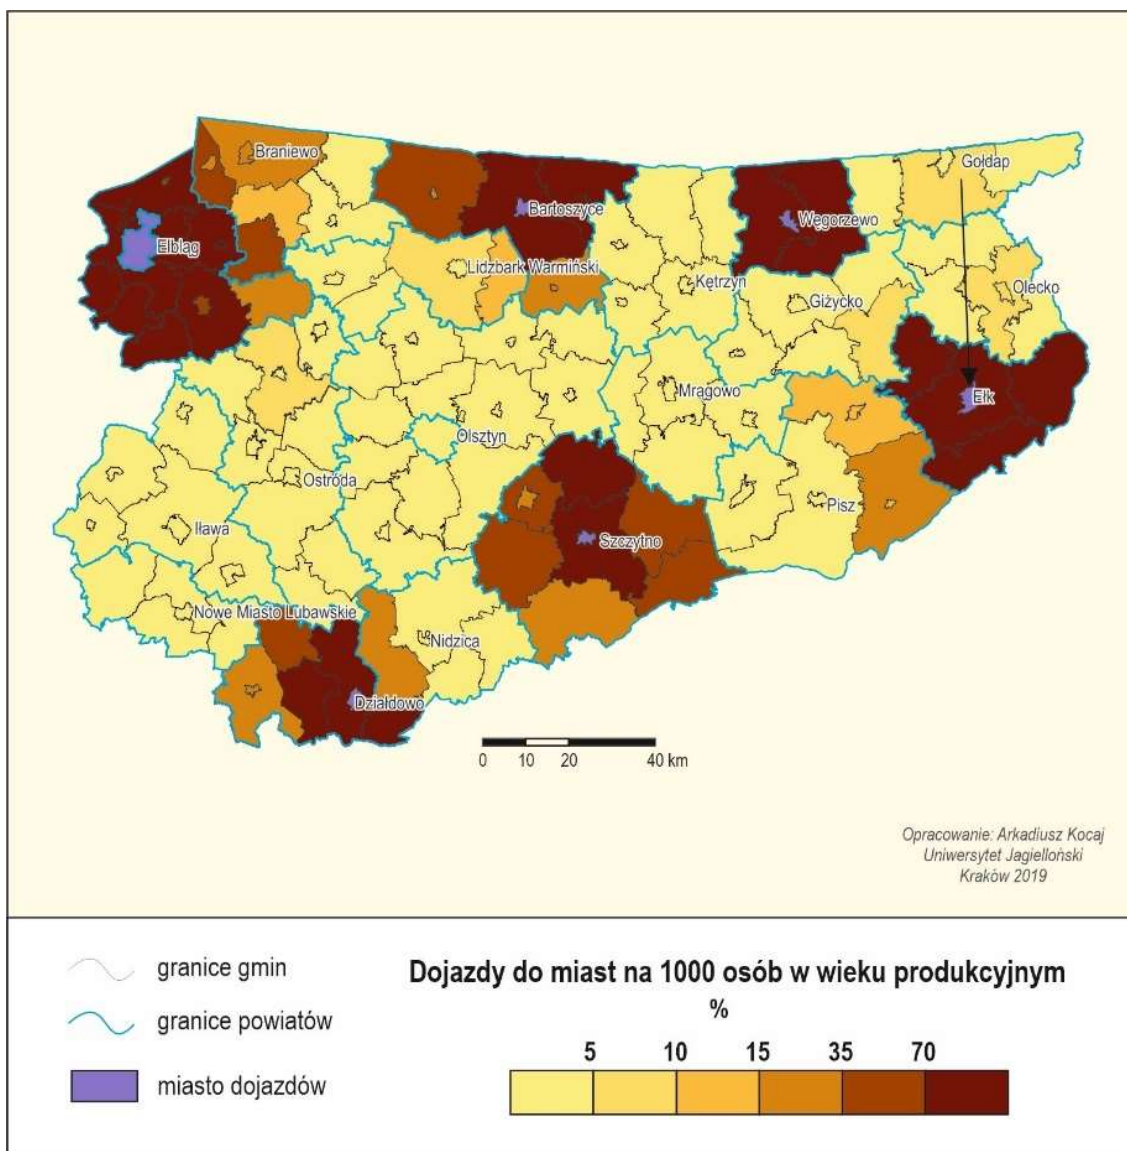 Braniewo
Gołdap
Bartoszyce
Węgorzewo
Elbląg
Lidzbark Warmiński
Kętrzyn
Giżycko
Olecko
Mrągowo
Ełk
Olsztyn
Ostróda
Pisz
Iława
Szczytno
Nowe Miasto Lubawskie
Nidzica
Działdowo
0 10 20 40 km
Opracowanie: Arkadiusz Kocaj
Uniwersytet Jagielloński
Kraków 2019
granice gmin
granice powiatów
miasto dojazdów
Dojazdy do miast na 1000 osób w wieku produkcyjnym
%
5 10 15 35 70